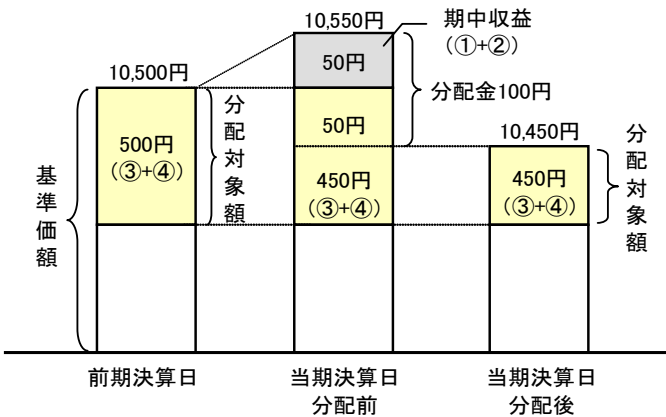 10,550円
期中収益
(①+②)
50円
10,500円
分配金100円
500円
(③+④)
分配対象額
50円
10,450円
450円
(③+④)
450円
(③+④)
分配対象額
基準価額
前期決算日
当期決算日
分配前
当期決算日
分配後